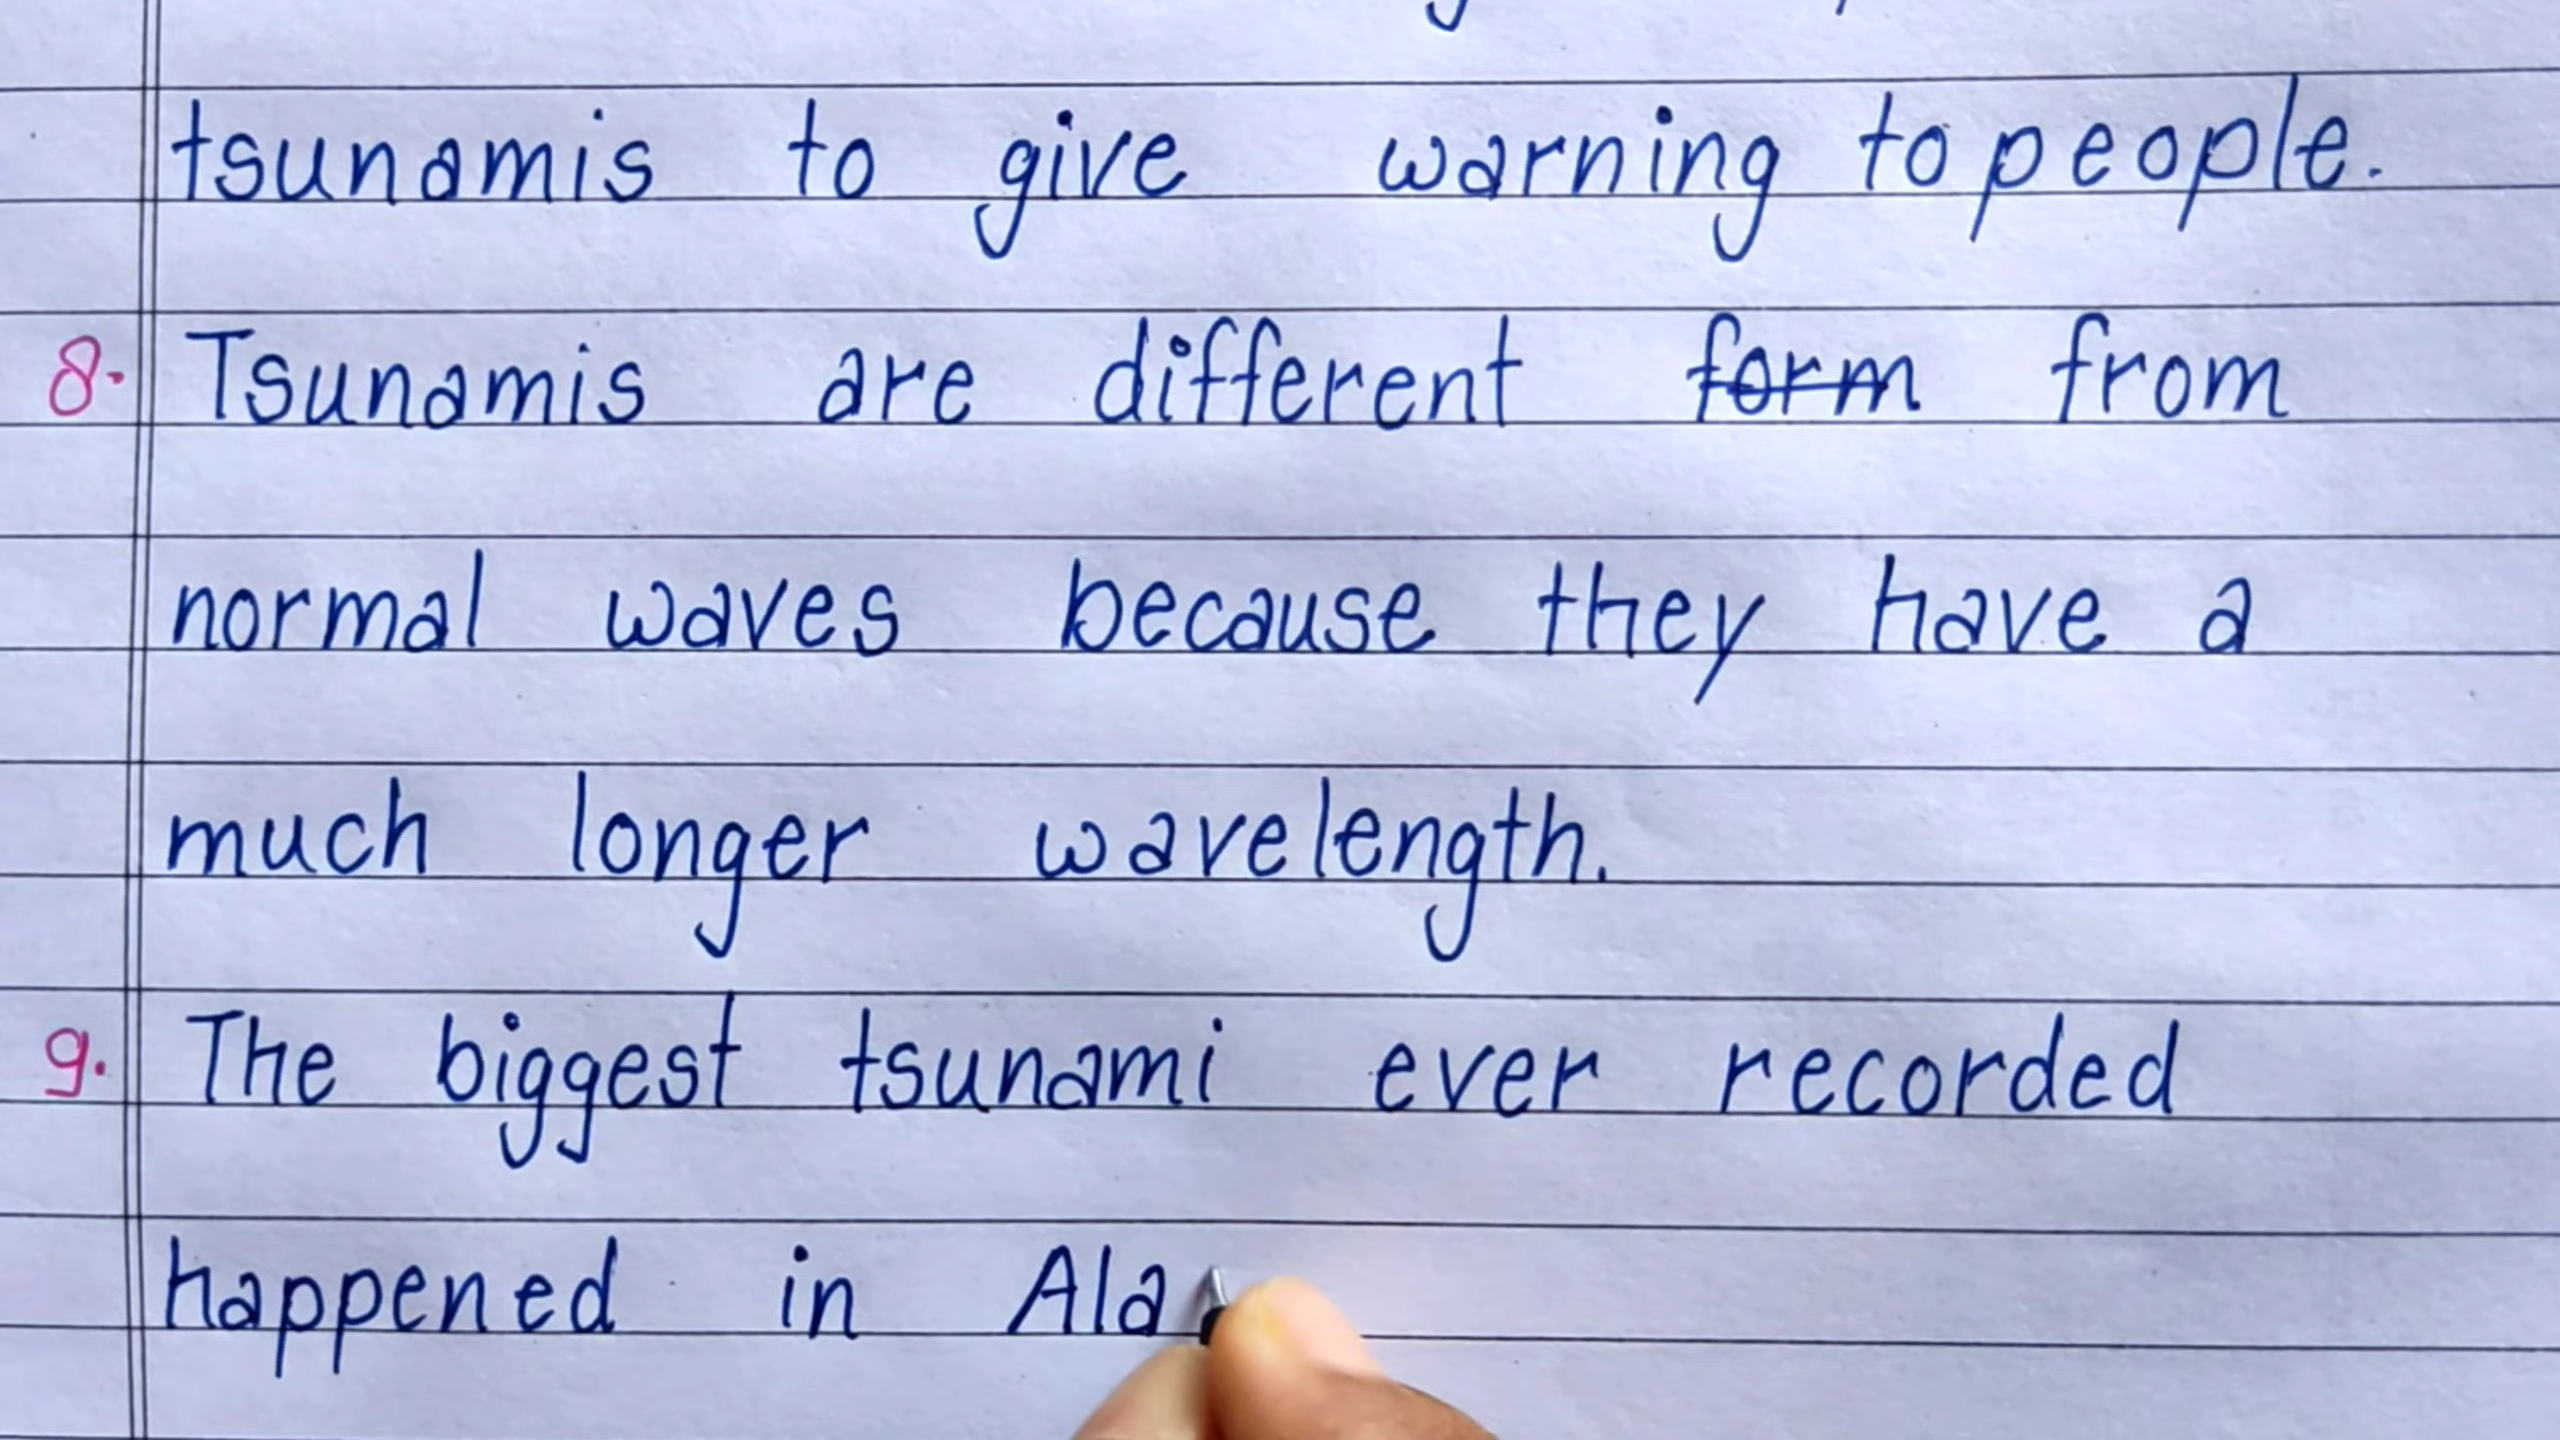 tsunamis to give warning to people.
8. Tsunamis are different form from
normal waves because they have a
much longer wavelength.
9. The biggest tsunami ever recorded
happened in Ala